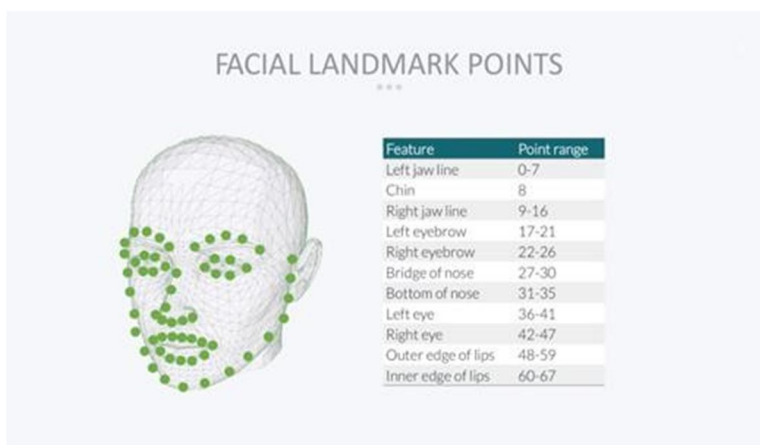 FACIAL LANDMARK POINTS
Feature Point range
Left jaw line 0-7
Chin 8
Right jaw line 9-16
Left eyebrow 17-21
Right eyebrow 22-26
Bridge of nose 27-30
Bottom of nose 31-35
Left eye 36-41
Right eye 42-47
Outer edge of lips 48-59
Inner edge of lips 60-67